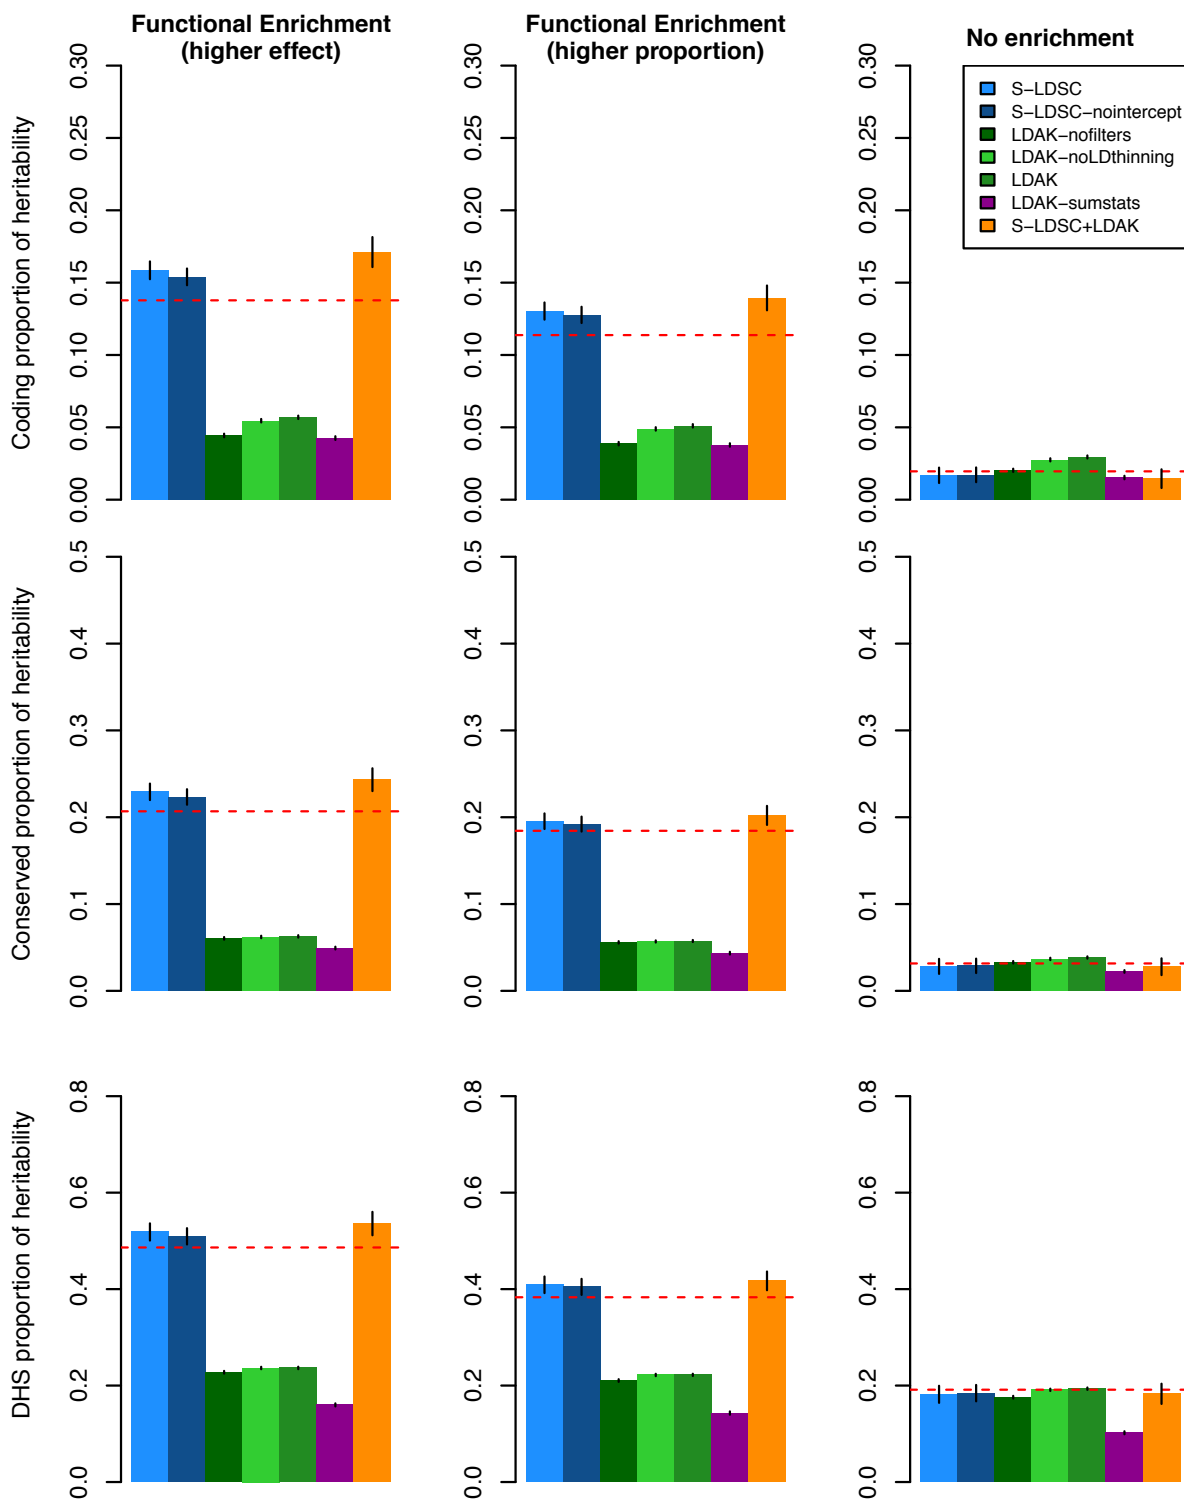 Functional Enrichment
(higher effect)
Functional Enrichment
(higher proportion)
No enrichment
Coding proportion of heritability
0.00 0.05 0.10 0.15 0.20 0.25 0.30
0.00 0.05 0.10 0.15 0.20 0.25 0.30
0.00 0.05 0.10 0.15 0.20 0.25 0.30
S−LDSC
S−LDSC−nointercept
LDAK−nofilters
LDAK−noLDthinning
LDAK
LDAK−sumstats
S−LDSC+LDAK
Conserved proportion of heritability
0.0 0.1 0.2 0.3 0.4 0.5
0.0 0.1 0.2 0.3 0.4 0.5
0.0 0.1 0.2 0.3 0.4 0.5
DHS proportion of heritability
0.0 0.2 0.4 0.6 0.8
0.0 0.2 0.4 0.6 0.8
0.0 0.2 0.4 0.6 0.8